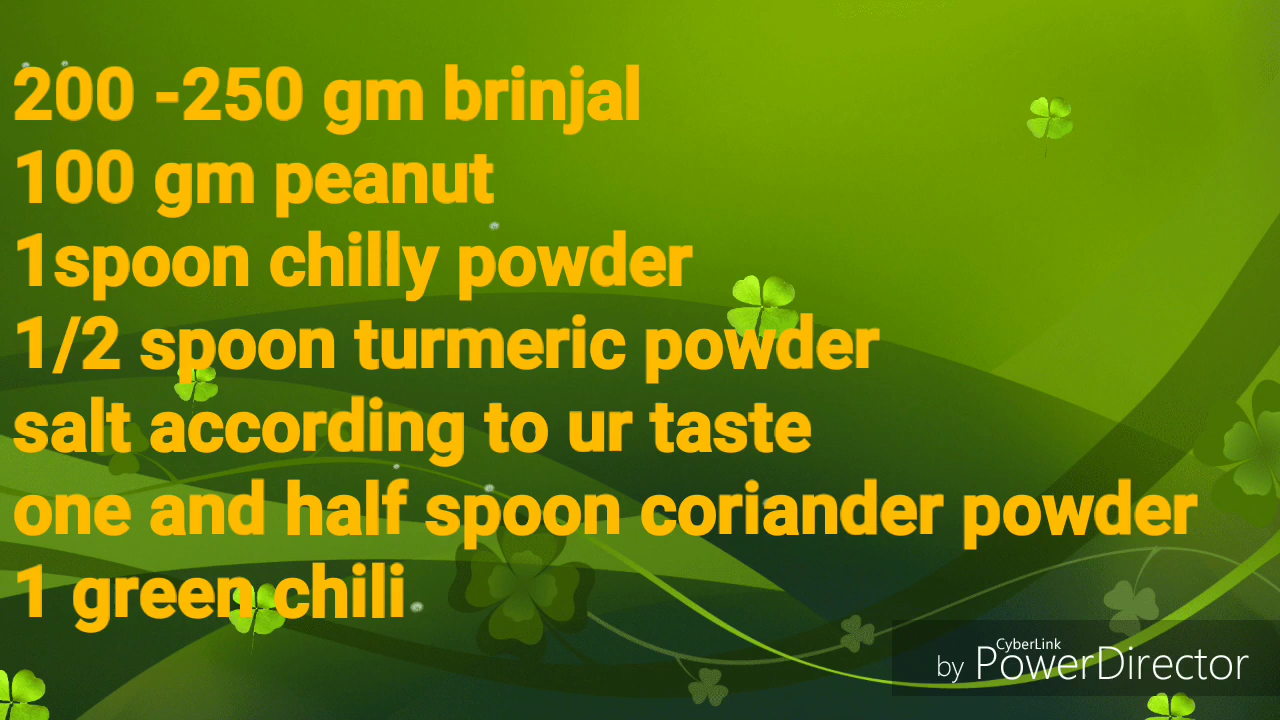 200 -250 gm brinjal
100 gm peanut
1spoon chilly powder
1/2 spoon turmeric powder
salt according to ur taste
one and half spoon coriander powder
1 green chili
CyberLink
by PowerDirector